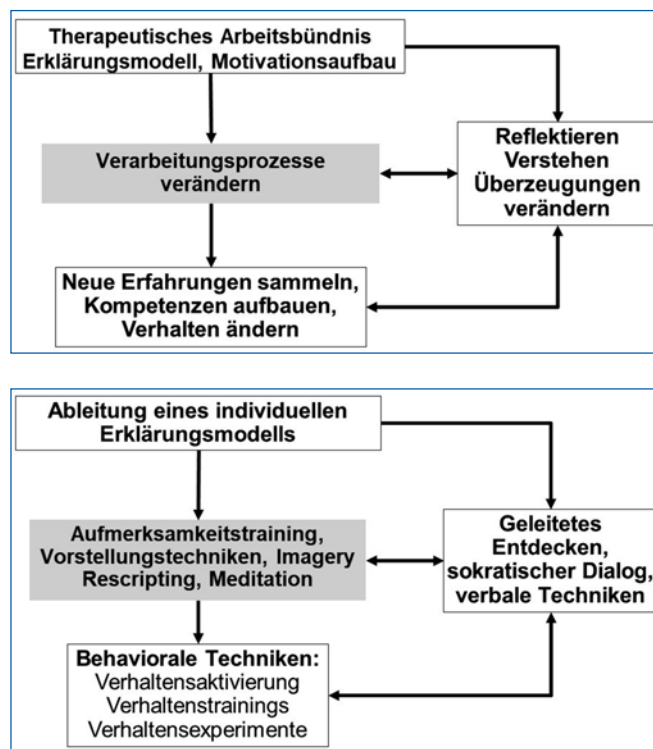 Therapeutisches Arbeitsbündnis
Erklärungsmodell, Motivationsaufbau
Verarbeitungsprozesse
verändern
Reflektieren
Verstehen
Überzeugungen
verändern
Neue Erfahrungen sammeln,
Kompetenzen aufbauen,
Verhalten ändern
Ableitung eines individuellen
Erklärungsmodells
Aufmerksamkeitstraining,
Vorstellungstechniken, Imagery
Rescripting, Meditation
Geleitetes
Entdecken,
sokratischer Dialog,
verbale Techniken
Behaviorale Techniken:
Verhaltensaktivierung
Verhaltenstrainings
Verhaltensexperimente